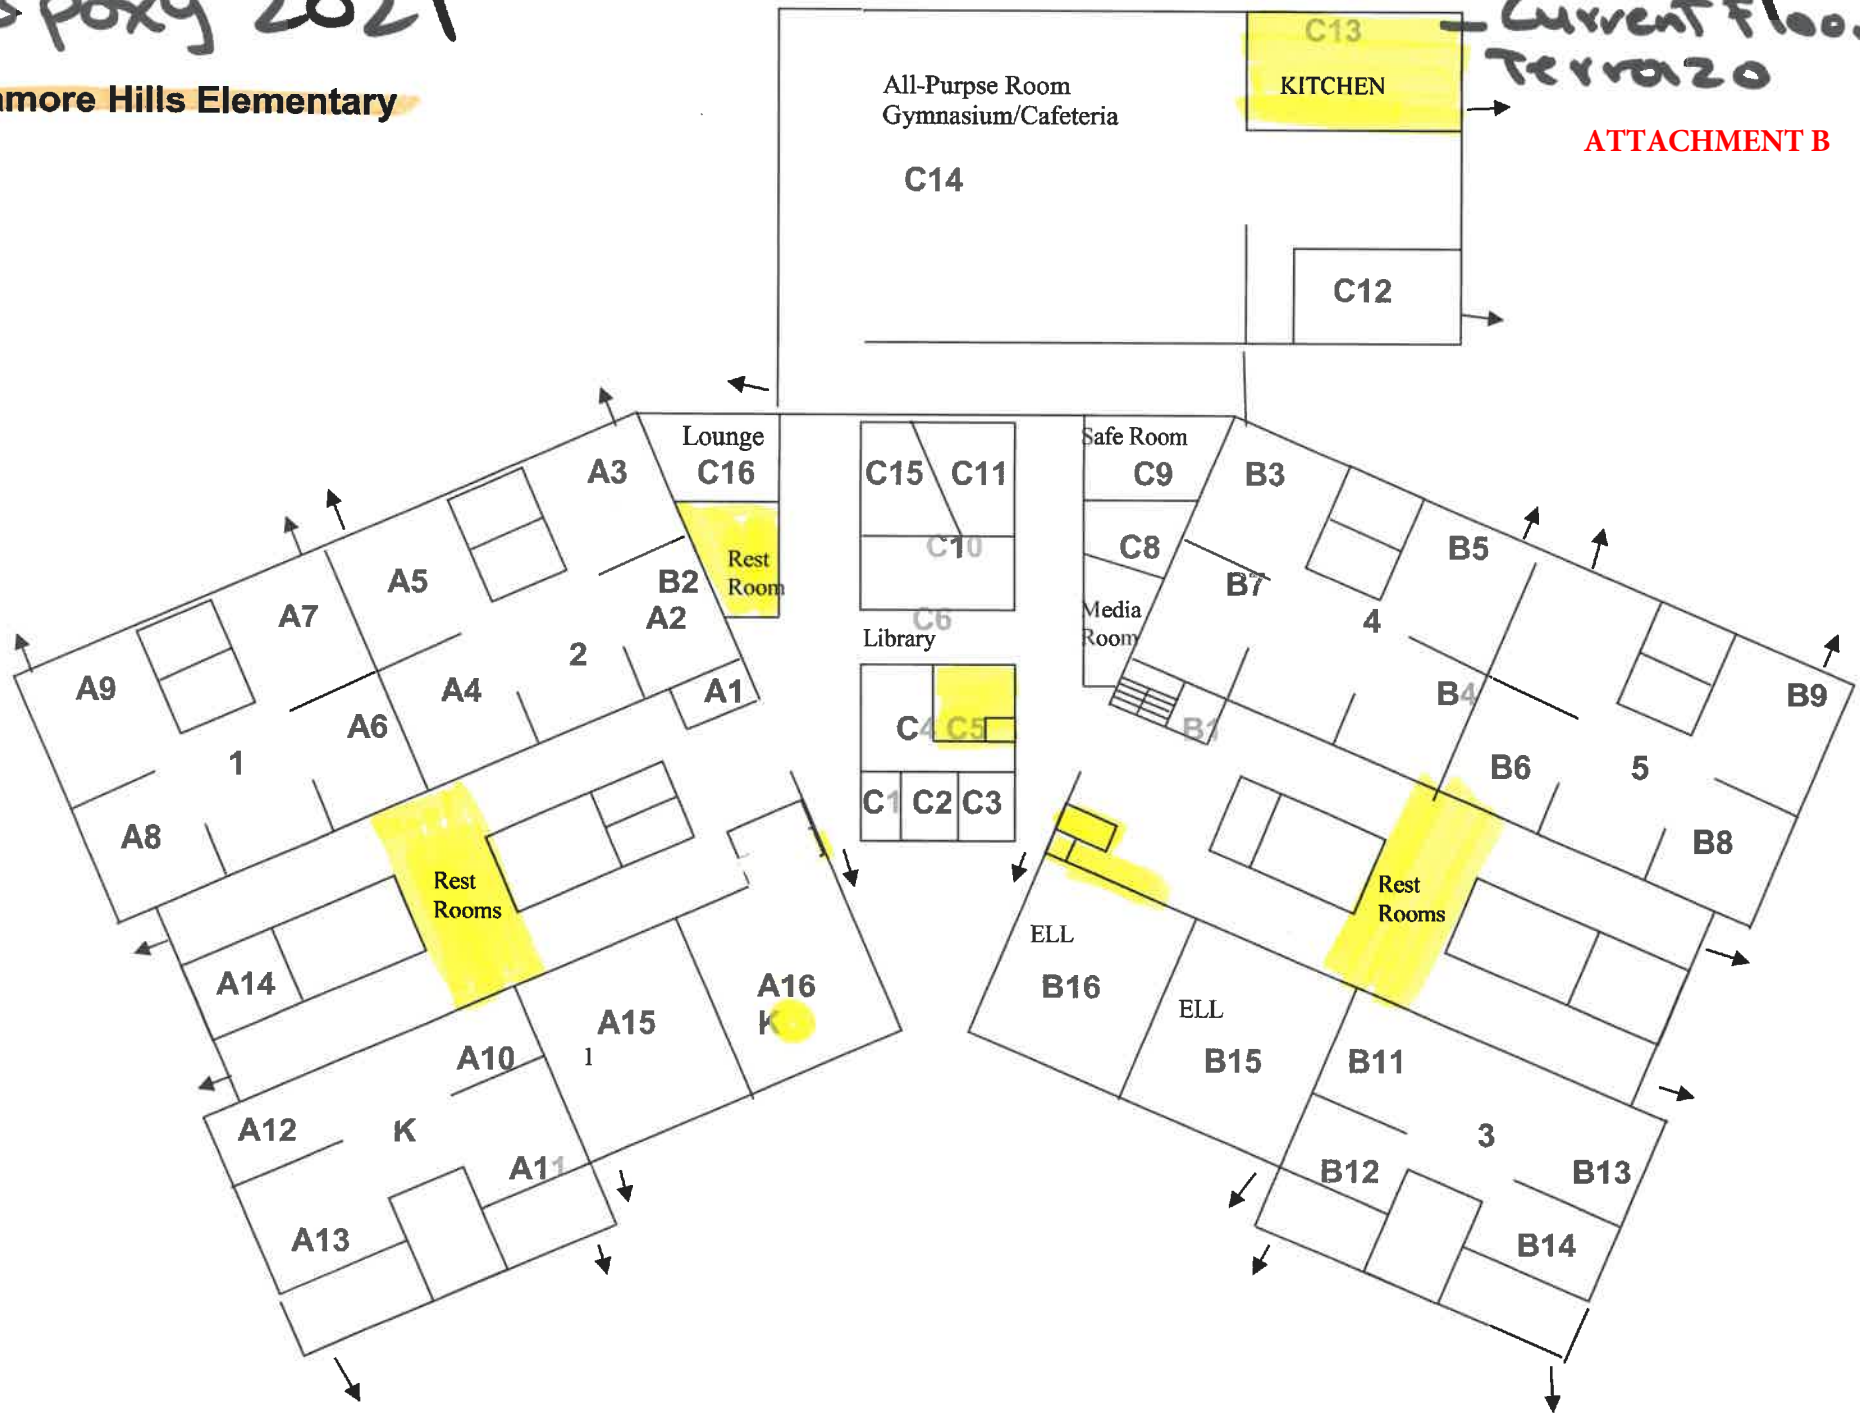 Epoxy 2021
amore Hills Elementary
- Current Floo
Terrazo
ATTACHMENT B
C13
KITCHEN
All-Purpse Room
Gymnasium/Cafeteria
C14
C12
Lounge
C16
Rest
Room
C15
C11
C10
C6
Library
C4
C5
C1
C2
C3
Safe Room
C9
C8
Media
Room
A3
A5
B2
A2
2
A7
A9
A4
A1
A6
1
A8
Rest
Rooms
A14
A16
K
A15
1
A10
A12
K
A11
A13
B3
B5
B7
4
B4
B9
B1
B6
5
B8
Rest
Rooms
ELL
B16
ELL
B15
B11
3
B12
B13
B14